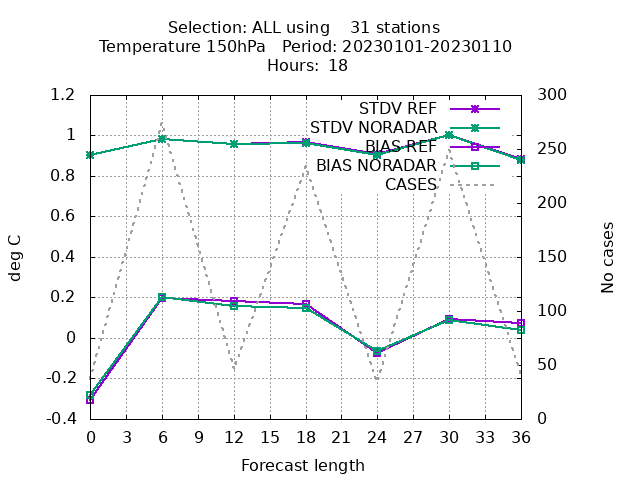 Selection: ALL using    31 stations
Temperature 150hPa   Period: 20230101-20230110
Hours: 18
1.2
1
0.8
0.6
0.4
0.2
0
-0.2
-0.4
deg C
STDV REF
STDV NORADAR
BIAS REF
BIAS NORADAR
CASES
300
250
200
150
100
50
0
No cases
0 3 6 9 12 15 18 21 24 27 30 33 36
Forecast length